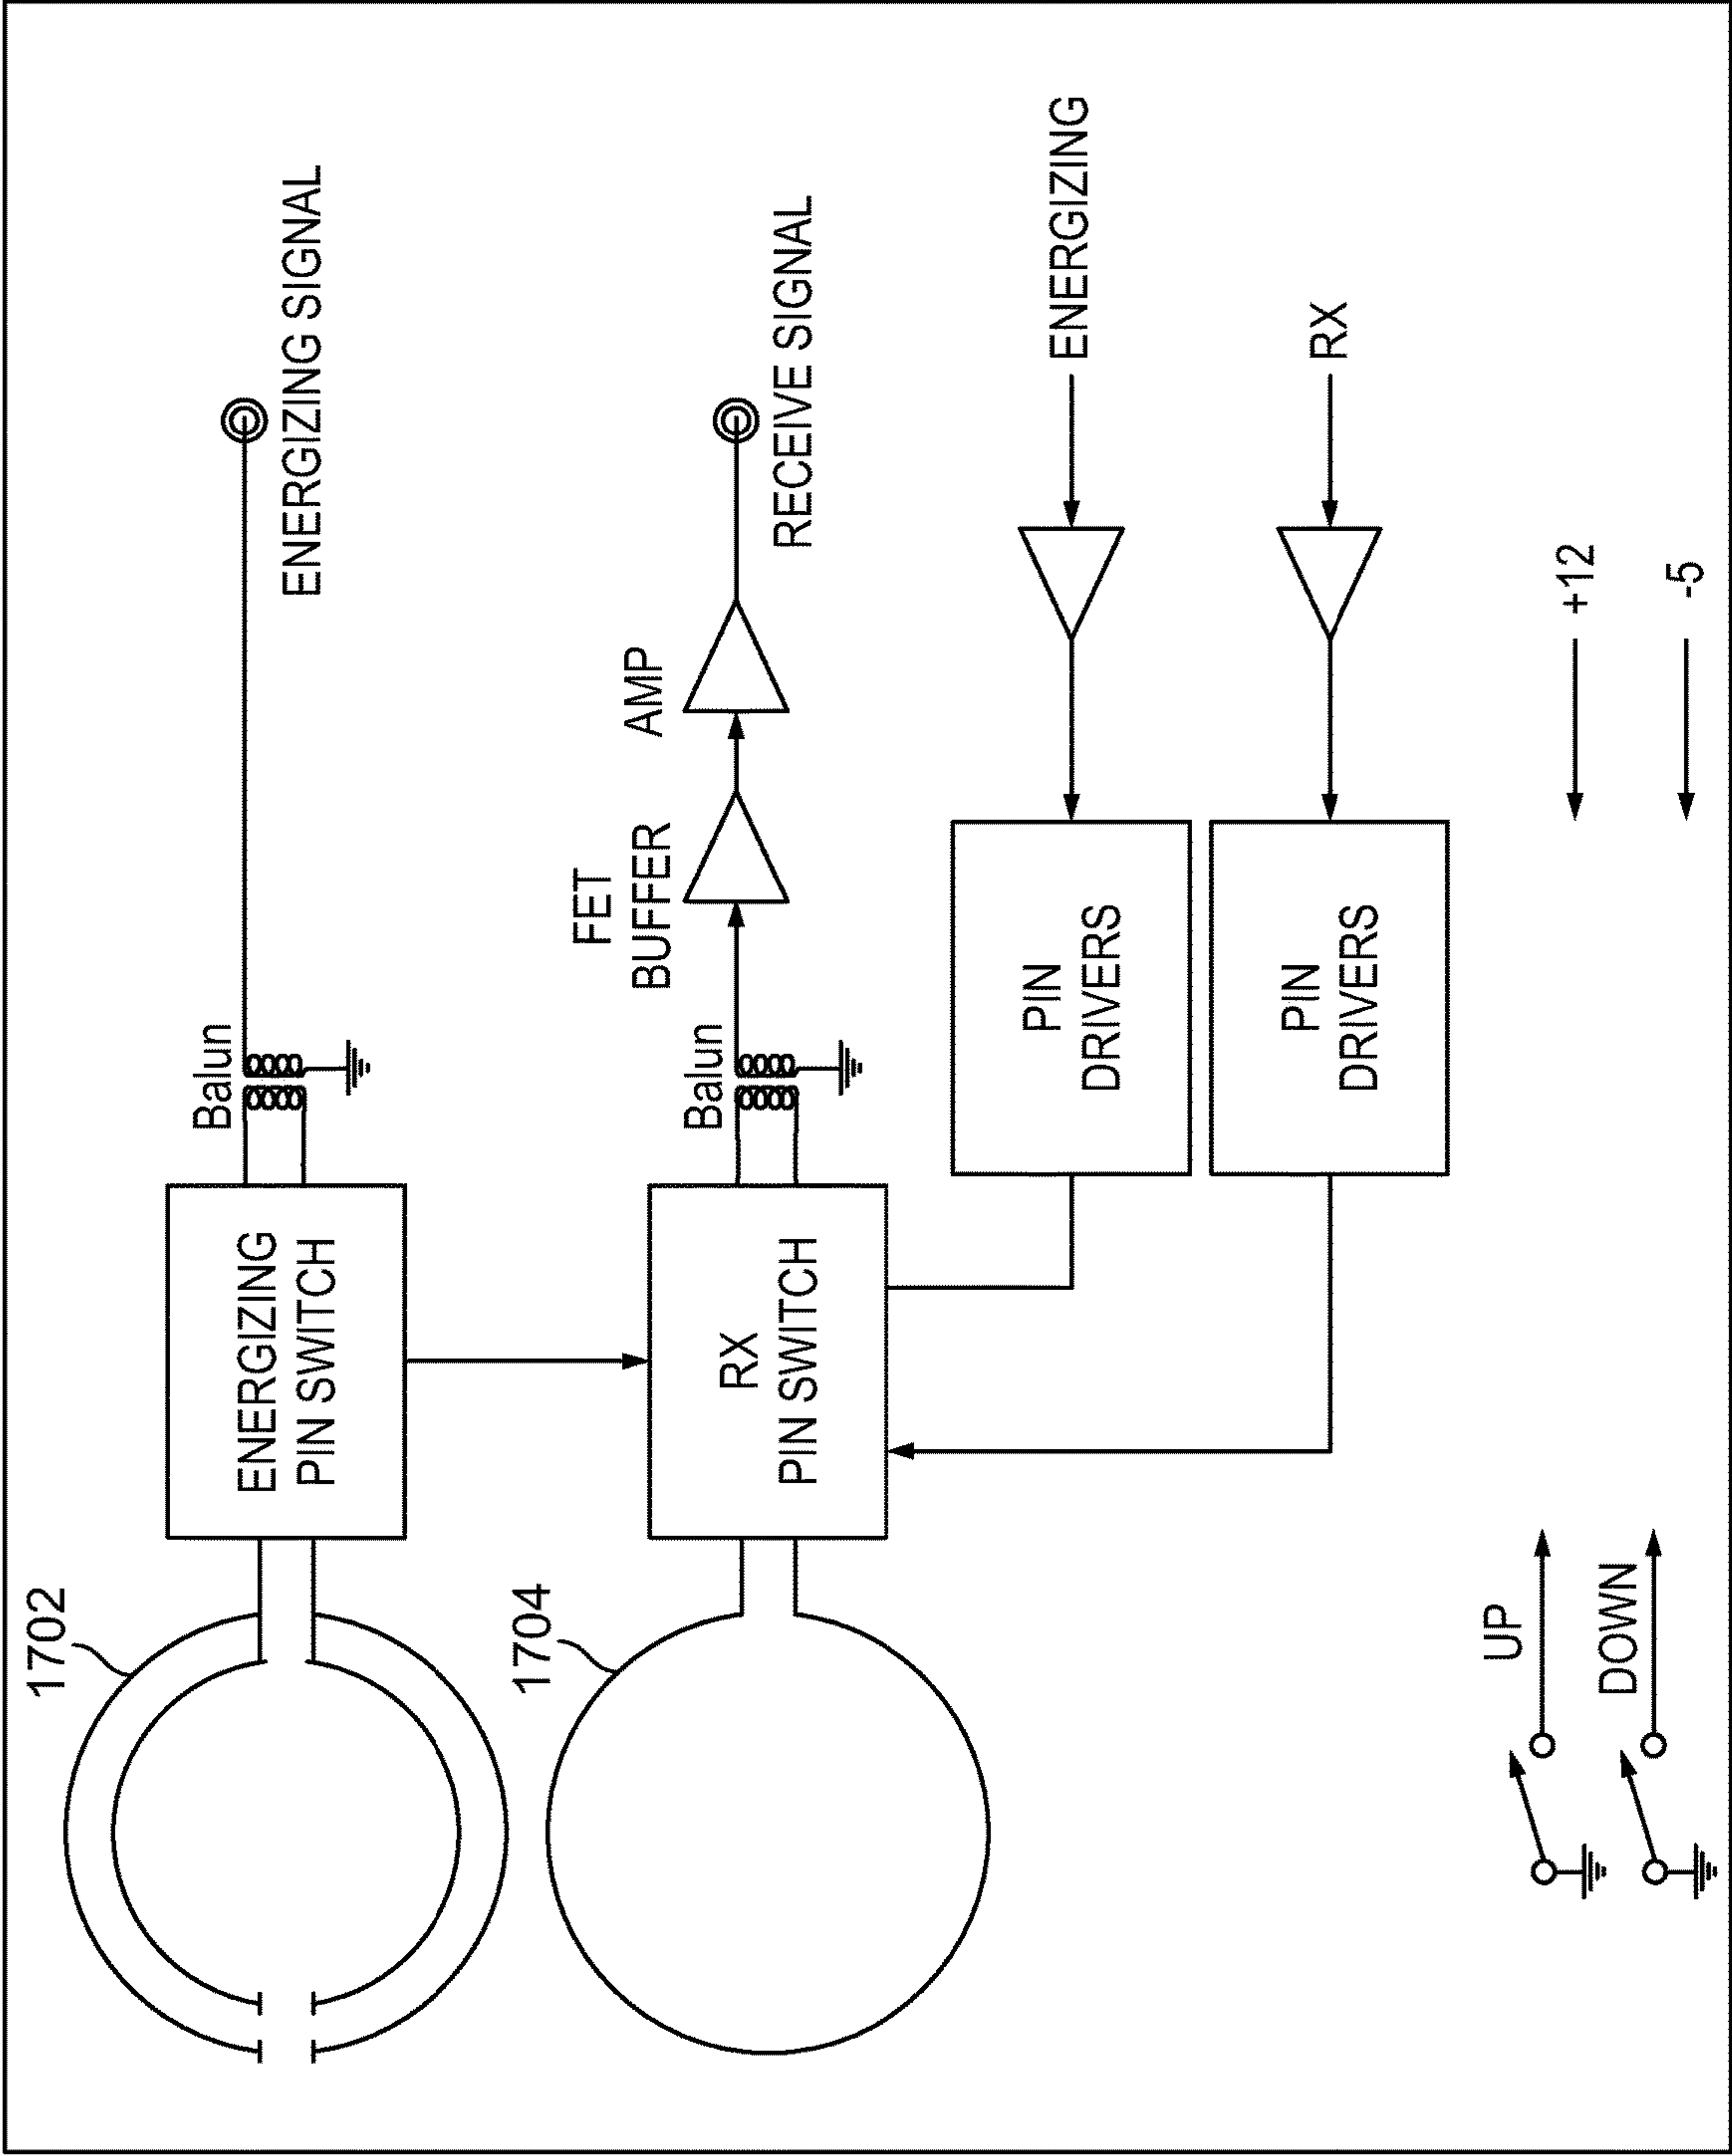 1702
ENERGIZING
PIN SWITCH
Balun
ENERGIZING SIGNAL
1704
RX
PIN SWITCH
Balun
FET
BUFFER
AMP
RECEIVE SIGNAL
PIN
DRIVERS
ENERGIZING
PIN
DRIVERS
RX
UP
DOWN
+12
-5